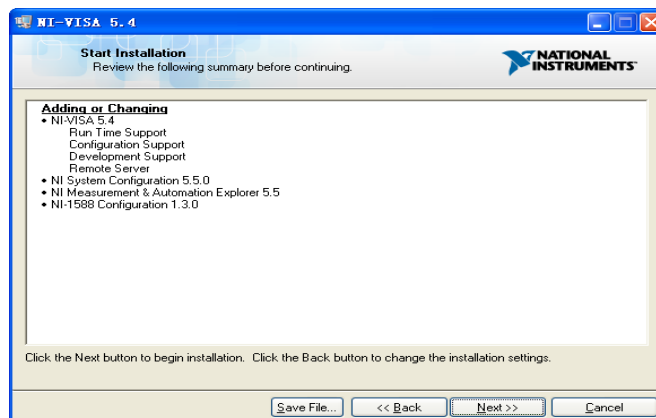 NI-VISA 5.4
Start Installation
Review the following summary before continuing.
NATIONAL
INSTRUMENTS™
Adding or Changing
• NI-VISA 5.4
Run Time Support
Configuration Support
Development Support
Remote Server
• NI System Configuration 5.5.0
• NI Measurement & Automation Explorer 5.5
• NI-1588 Configuration 1.3.0
Click the Next button to begin installation. Click the Back button to change the installation settings.
Save File... << Back Next >> Cancel